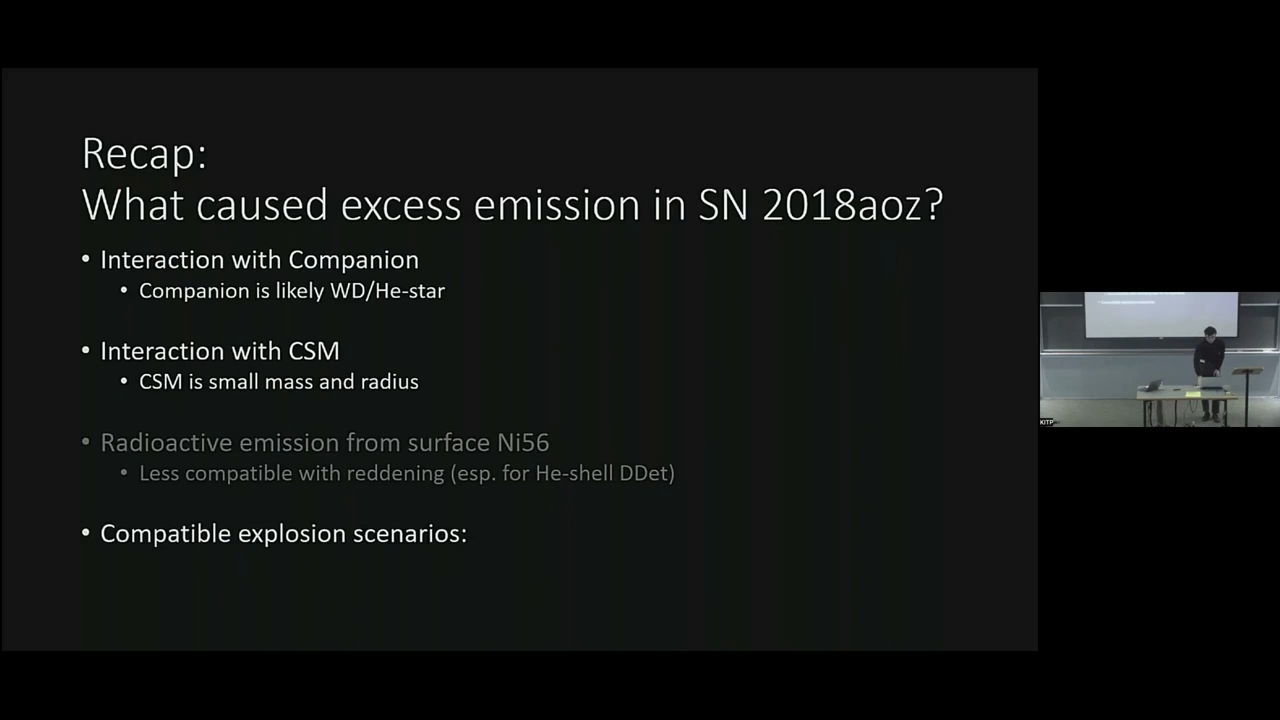 Recap:
What caused excess emission in SN 2018aoz?
• Interaction with Companion
• Companion is likely WD/He-star
• Interaction with CSM
• CSM is small mass and radius
• Radioactive emission from surface Ni56
• Less compatible with reddening (esp. for He-shell DDet)
• Compatible explosion scenarios:
KITP